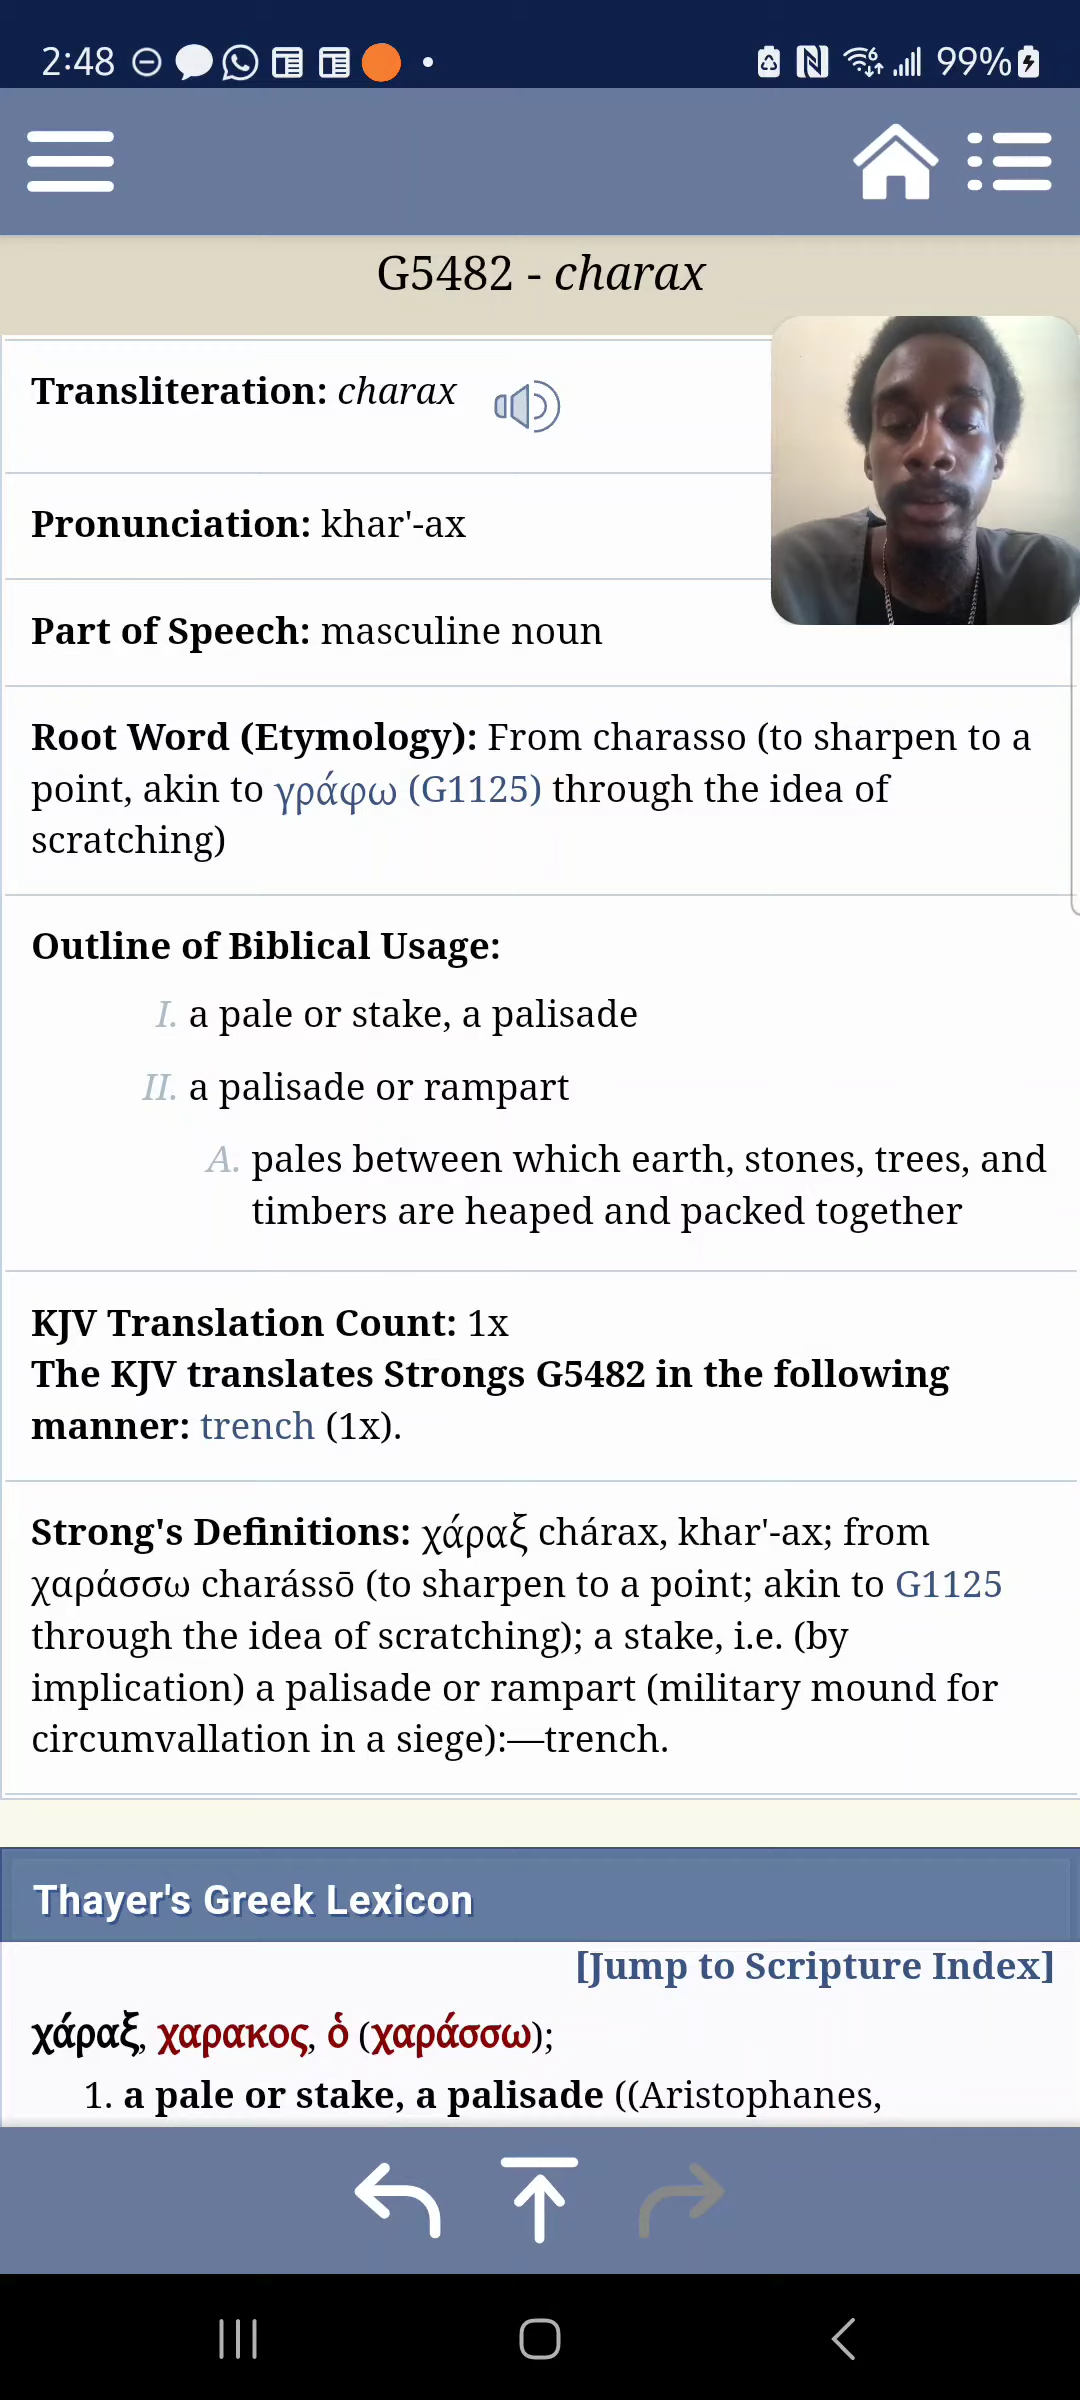 2:48
99%
G5482 - charax
Transliteration: charax
Pronunciation: khar'-ax
Part of Speech: masculine noun
Root Word (Etymology): From charasso (to sharpen to a
point, akin to γράφω (G1125) through the idea of
scratching)
Outline of Biblical Usage:
I. a pale or stake, a palisade
II. a palisade or rampart
A. pales between which earth, stones, trees, and
timbers are heaped and packed together
KJV Translation Count: 1x
The KJV translates Strongs G5482 in the following
manner: trench (1x).
Strong's Definitions: χάραξ chárax, khar'-ax; from
χαράσσω charássō (to sharpen to a point; akin to G1125
through the idea of scratching); a stake, i.e. (by
implication) a palisade or rampart (military mound for
circumvallation in a siege):—trench.
Thayer's Greek Lexicon
[Jump to Scripture Index]
χάραξ, χαρακος, ὁ (χαράσσω);
1. a pale or stake, a palisade ((Aristophanes,